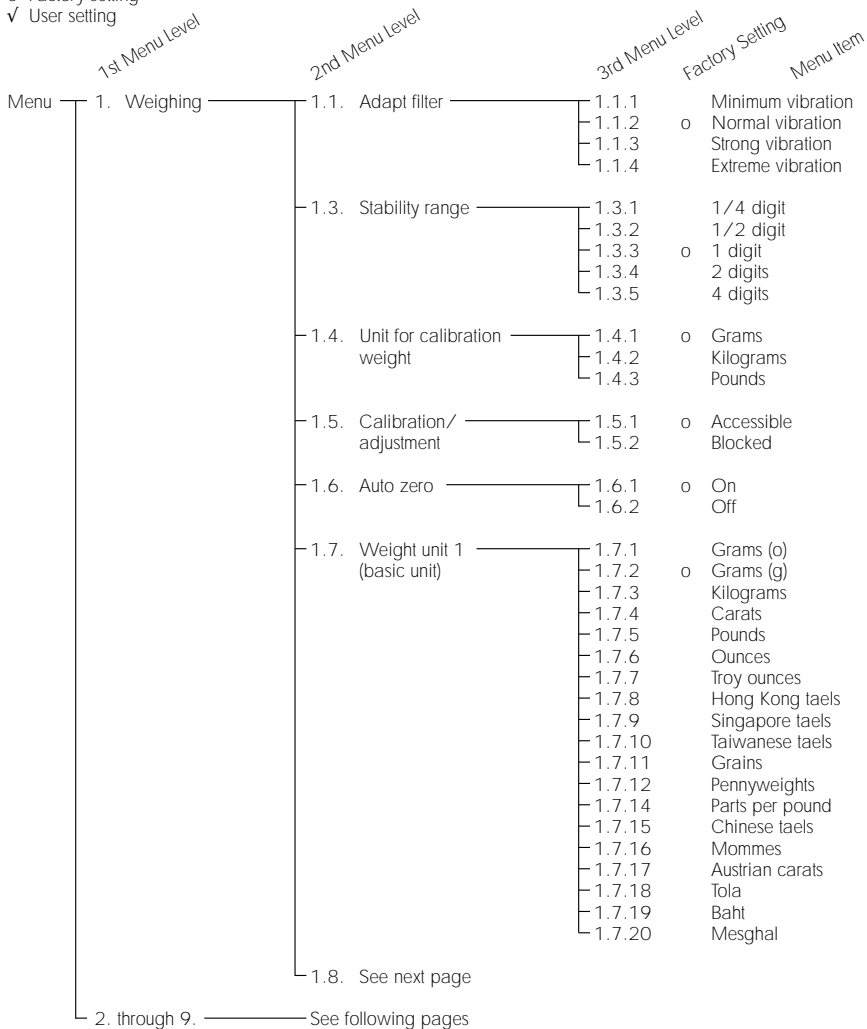 o Factory setting
√ User setting
1st Menu Level 2nd Menu Level 3rd Menu Level Factory Setting Menu Item
Menu 1. Weighing 1.1. Adapt filter 1.1.1 Minimum vibration
1.1.2 o Normal vibration
1.1.3 Strong vibration
1.1.4 Extreme vibration
1.3. Stability range 1.3.1 1/4 digit
1.3.2 1/2 digit
1.3.3 o 1 digit
1.3.4 2 digits
1.3.5 4 digits
1.4. Unit for calibration 1.4.1 o Grams
weight 1.4.2 Kilograms
1.4.3 Pounds
1.5. Calibration/ 1.5.1 o Accessible
adjustment 1.5.2 Blocked
1.6. Auto zero 1.6.1 o On
1.6.2 Off
1.7. Weight unit 1 1.7.1 Grams (o)
(basic unit) 1.7.2 o Grams (g)
1.7.3 Kilograms
1.7.4 Carats
1.7.5 Pounds
1.7.6 Ounces
1.7.7 Troy ounces
1.7.8 Hong Kong taels
1.7.9 Singapore taels
1.7.10 Taiwanese taels
1.7.11 Grains
1.7.12 Pennyweights
1.7.14 Parts per pound
1.7.15 Chinese taels
1.7.16 Mommes
1.7.17 Austrian carats
1.7.18 Tola
1.7.19 Baht
1.7.20 Mesghal
1.8. See next page
2. through 9. See following pages